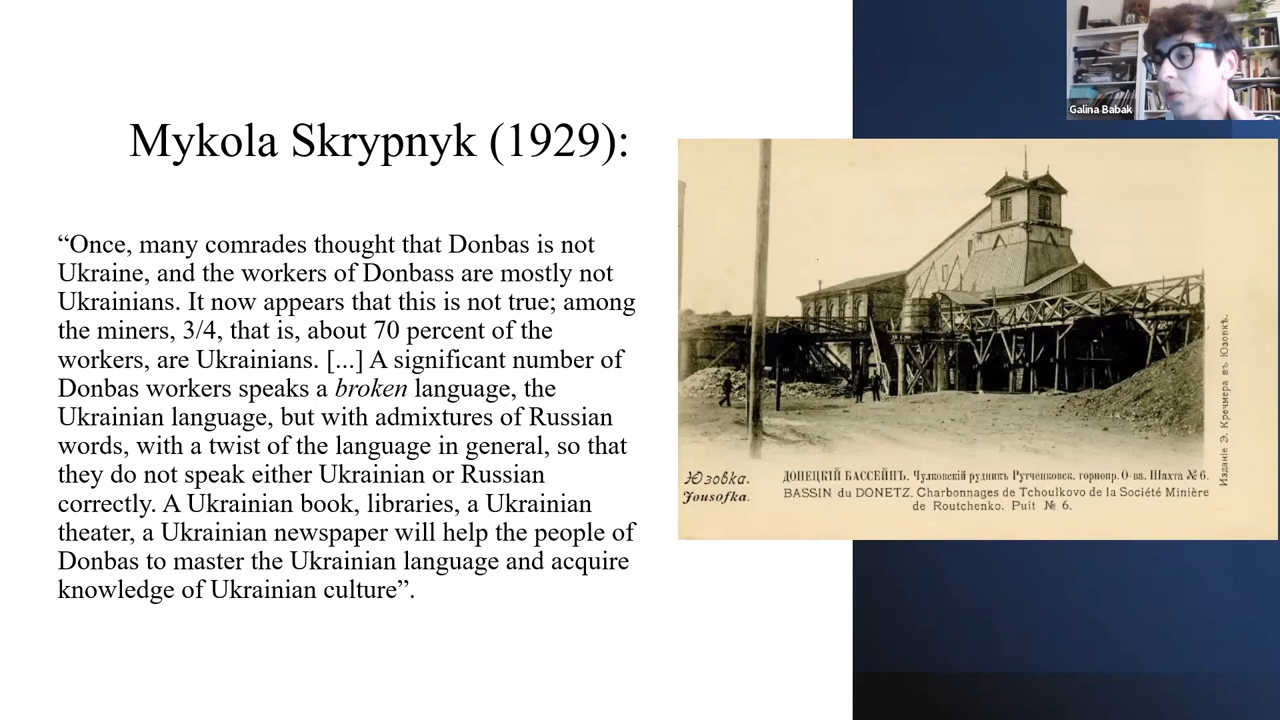 Mykola Skrypnyk (1929):
“Once, many comrades thought that Donbas is not
Ukraine, and the workers of Donbass are mostly not
Ukrainians. It now appears that this is not true; among
the miners, 3/4, that is, about 70 percent of the
workers, are Ukrainians. [...] A significant number of
Donbas workers speaks a broken language, the
Ukrainian language, but with admixtures of Russian
words, with a twist of the language in general, so that
they do not speak either Ukrainian or Russian
correctly. A Ukrainian book, libraries, a Ukrainian
theater, a Ukrainian newspaper will help the people of
Donbas to master the Ukrainian language and acquire
knowledge of Ukrainian culture”.
Galina Babak
Юзовка.
Jousofka.
ДОНЕЦКІЙ БАССЕЙНЪ. Чулковскій рудникъ Рутченковск. горнопр. О-ва. Шахта № 6.
BASSIN du DONETZ. Charbonnages de Tchoulkovo de la Société Minière
de Routchenko. Puit № 6.
Изданіе Э. Кречмера въ Юзовкѣ.